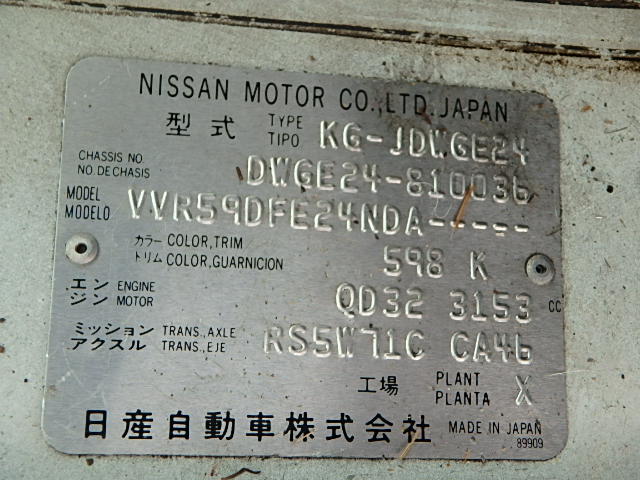 NISSAN MOTOR CO.,LTD.JAPAN
型式 TYPE TIPO KG-JDWGE24
CHASSIS NO. NO.DE CHASIS DWGE24-810036
MODEL MODELO VVR59DFE24NDA-----
カラー COLOR,TRIM
トリム COLOR,GUARNICION 598 K
エンジン ENGINE MOTOR QD32 3153 cc
ミッション TRANS.,AXLE
アクスル TRANS.,EJE RS5W71C CA46
工場 PLANT PLANTA X
日産自動車株式会社 MADE IN JAPAN
89909